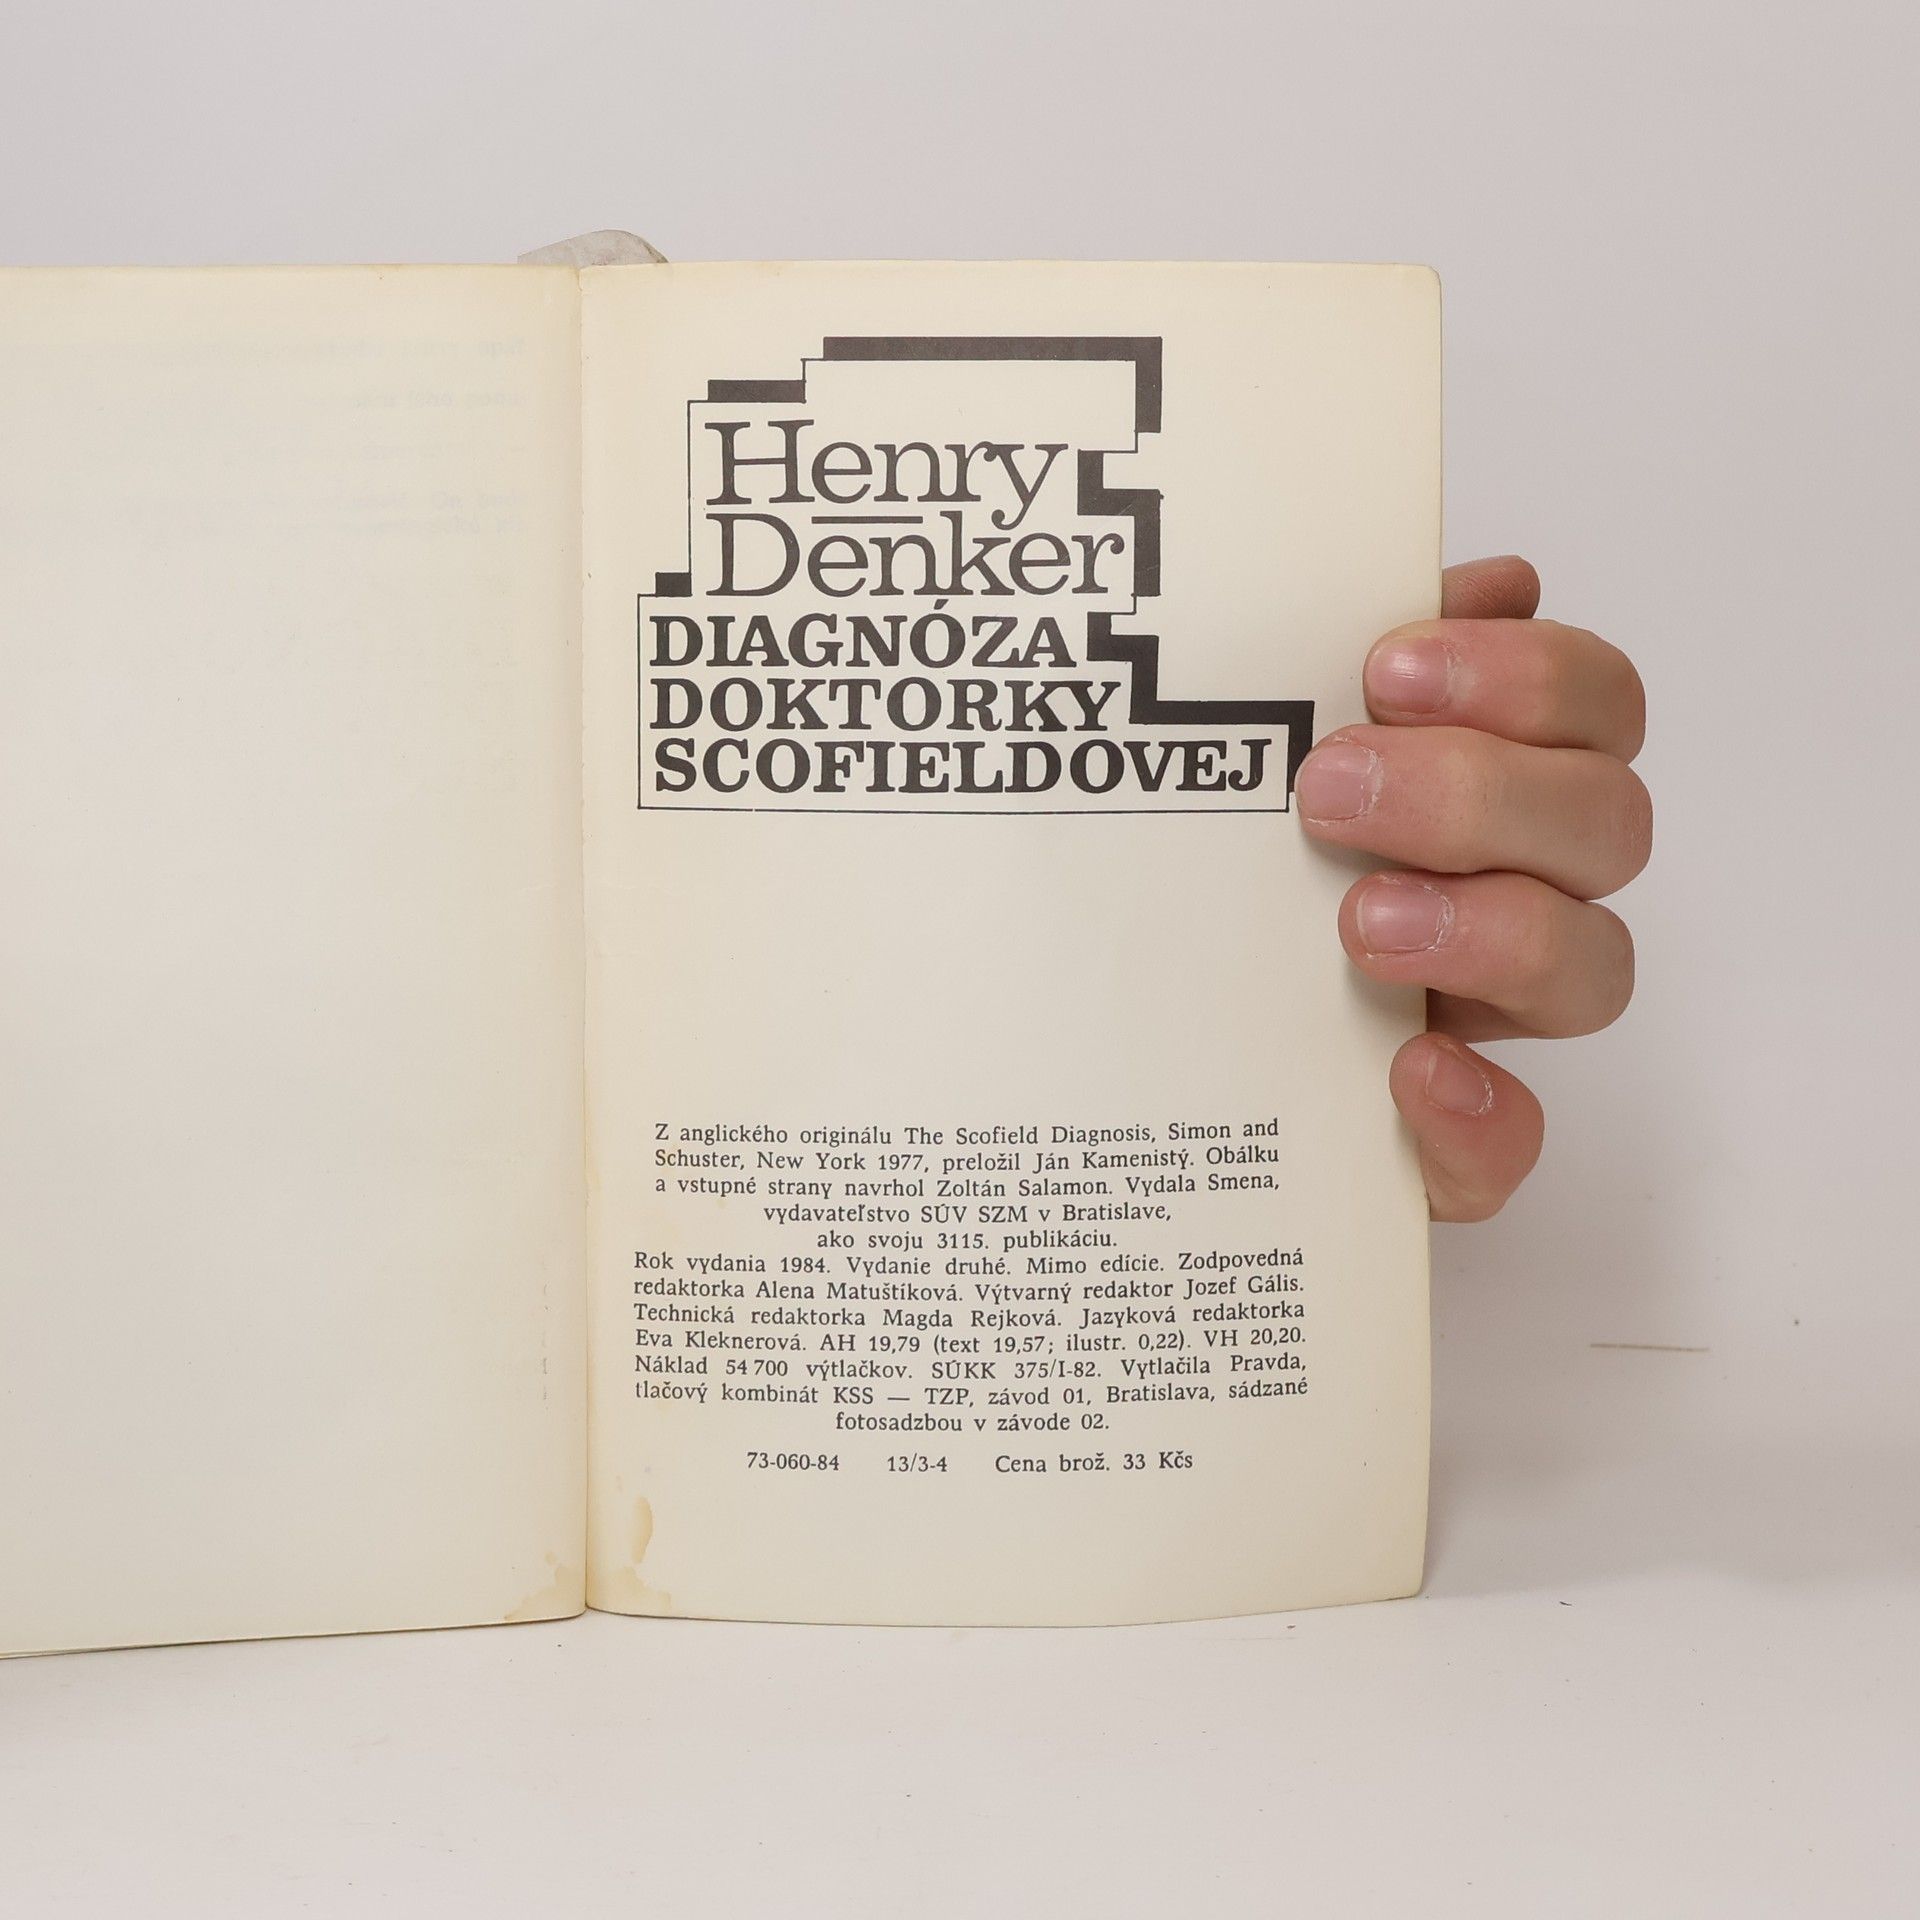 Henry
Denker
DIAGNÓZA
DOKTORKY
SCOFIELDOVEJ
Z anglického originálu The Scofield Diagnosis, Simon and
Schuster, New York 1977, preložil Ján Kamenistý. Obálku
a vstupné strany navrhol Zoltán Salamon. Vydala Smena,
vydavateľstvo SÚV SZM v Bratislave,
ako svoju 3115. publikáciu.
Rok vydania 1984. Vydanie druhé. Mimo edície. Zodpovedná
redaktorka Alena Matuštíková. Výtvarný redaktor Jozef Gális.
Technická redaktorka Magda Rejková. Jazyková redaktorka
Eva Kleknerová. AH 19,79 (text 19,57; ilustr. 0,22). VH 20,20.
Náklad 54 700 výtlačkov. SÚKK 375/I-82. Vytlačila Pravda,
tlačový kombinát KSS — TZP, závod 01, Bratislava, sádzané
fotosadzbou v závode 02.
73-060-84 13/3-4 Cena brož. 33 Kčs